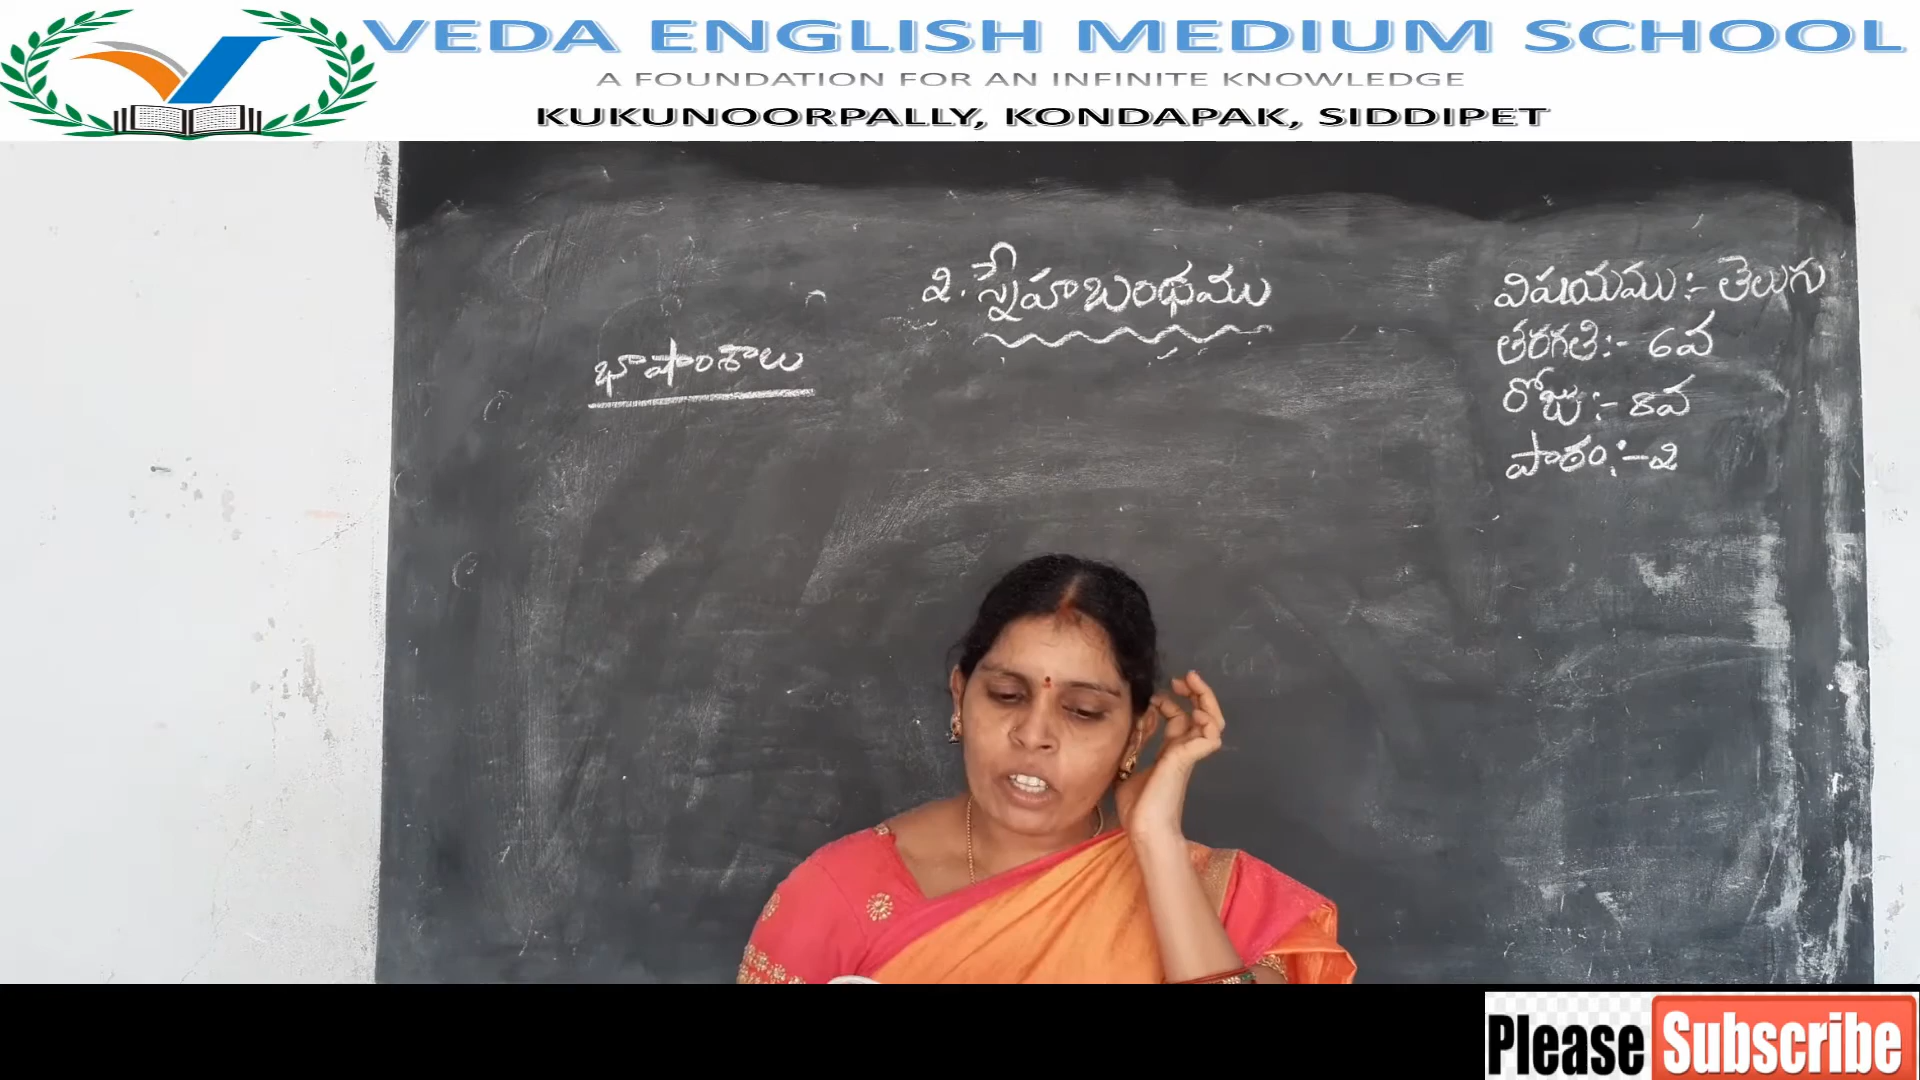 VEDA ENGLISH MEDIUM SCHOOL
A FOUNDATION FOR AN INFINITE KNOWLEDGE
KUKUNOORPALLY, KONDAPAK, SIDDIPET
౨. స్నేహబంధము
భాషాంశాలు
విషయము:- తెలుగు
తరగతి:- 6వ
రోజు:- 8వ
పాఠం:- ౨
Please Subscribe